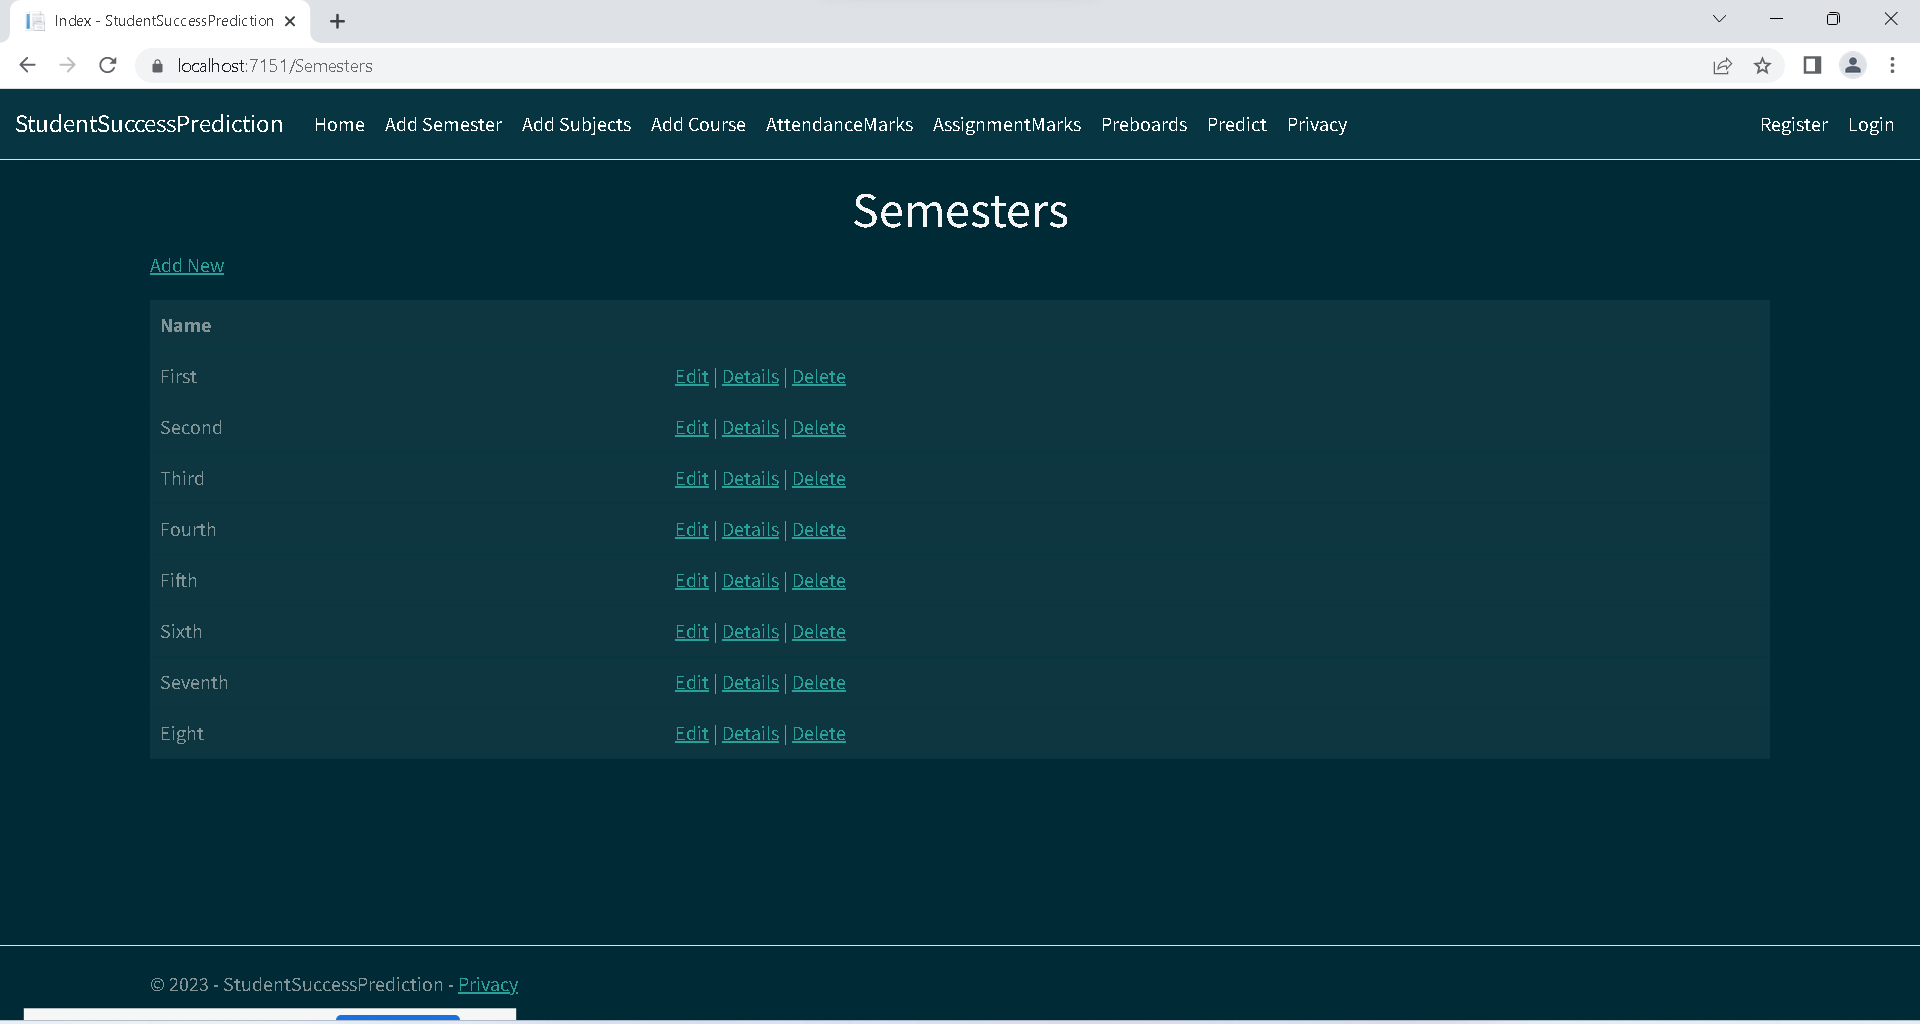 Index - StudentSuccessPrediction
localhost:7151/Semesters
StudentSuccessPrediction Home Add Semester Add Subjects Add Course AttendanceMarks AssignmentMarks Preboards Predict Privacy Register Login
Semesters
Add New
Name
First Edit | Details | Delete
Second Edit | Details | Delete
Third Edit | Details | Delete
Fourth Edit | Details | Delete
Fifth Edit | Details | Delete
Sixth Edit | Details | Delete
Seventh Edit | Details | Delete
Eight Edit | Details | Delete
© 2023 - StudentSuccessPrediction - Privacy